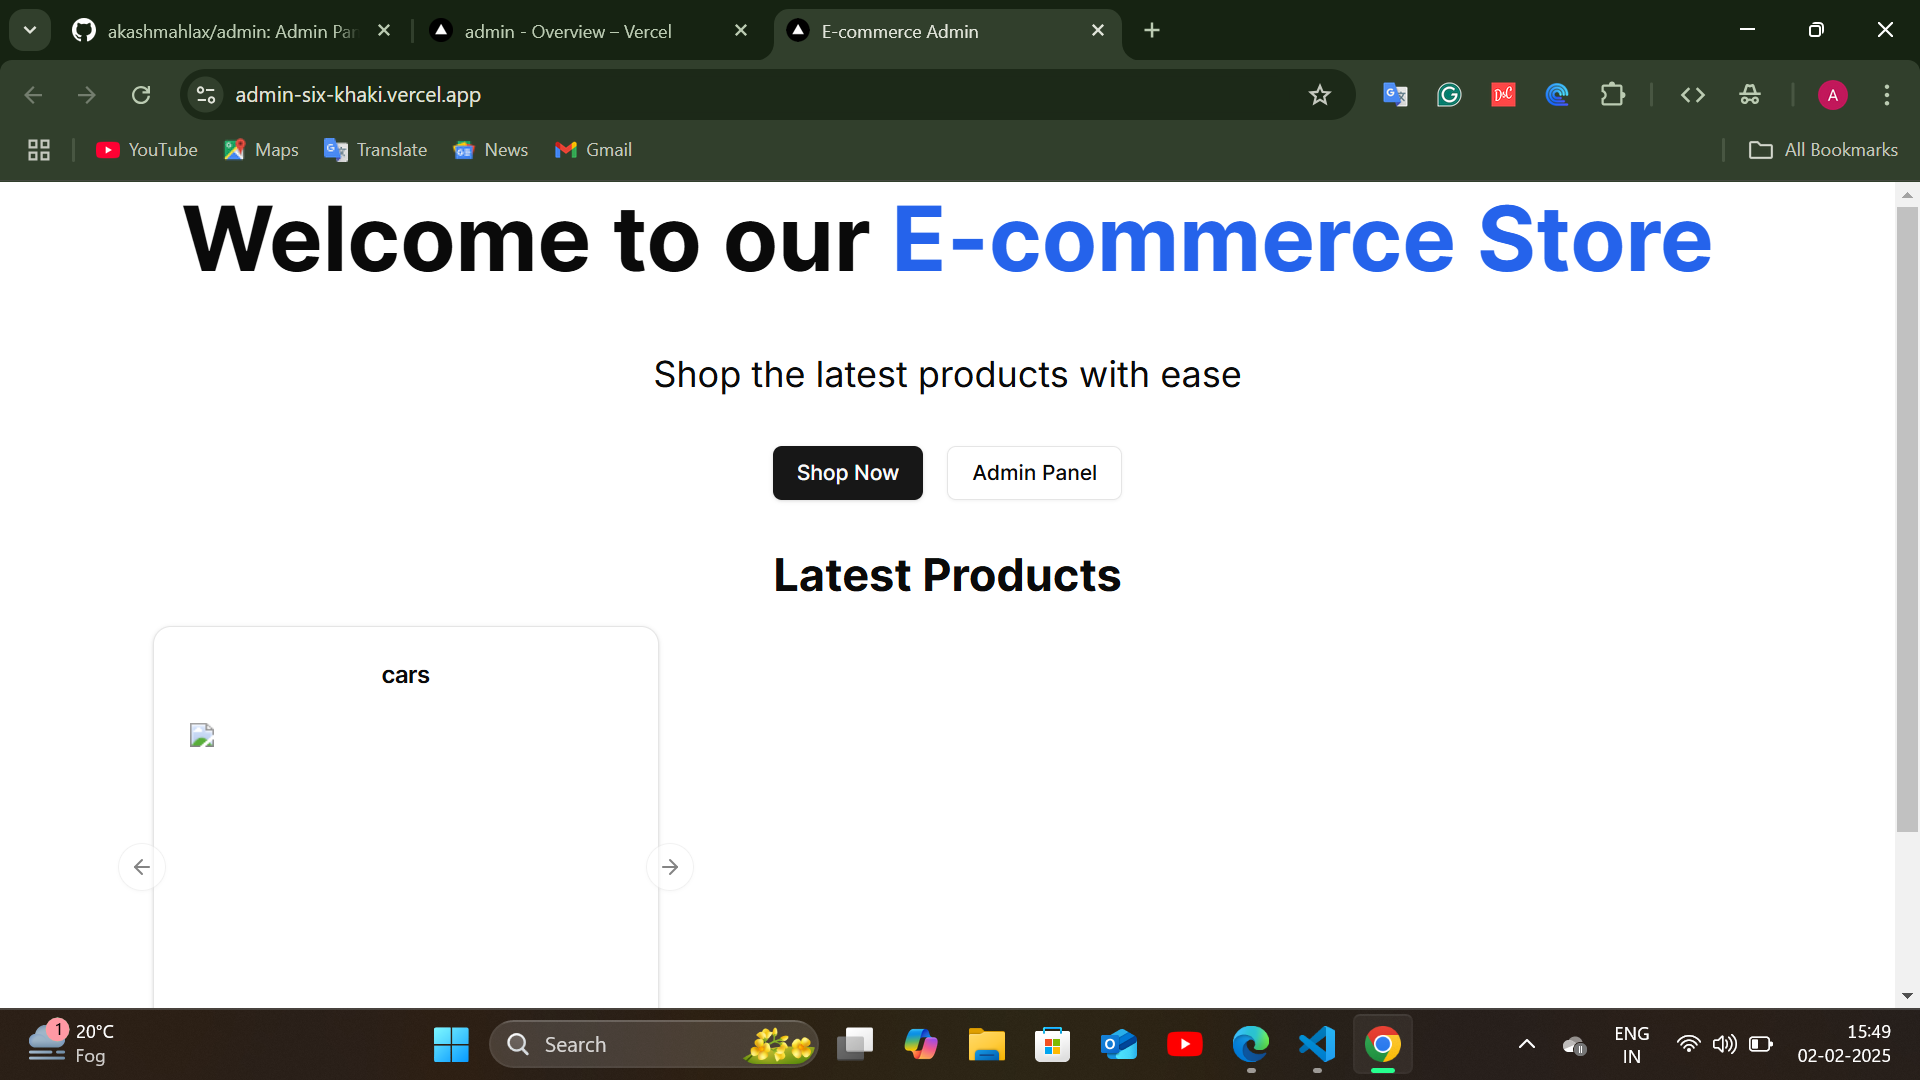 akashmahlax/admin: Admin Pan
admin - Overview – Vercel
E-commerce Admin
admin-six-khaki.vercel.app
A
YouTube
Maps
Translate
News
Gmail
All Bookmarks
Welcome to our E-commerce Store
Shop the latest products with ease
Shop Now
Admin Panel
Latest Products
cars
1
20°C
Fog
Search
ENG
IN
15:49
02-02-2025